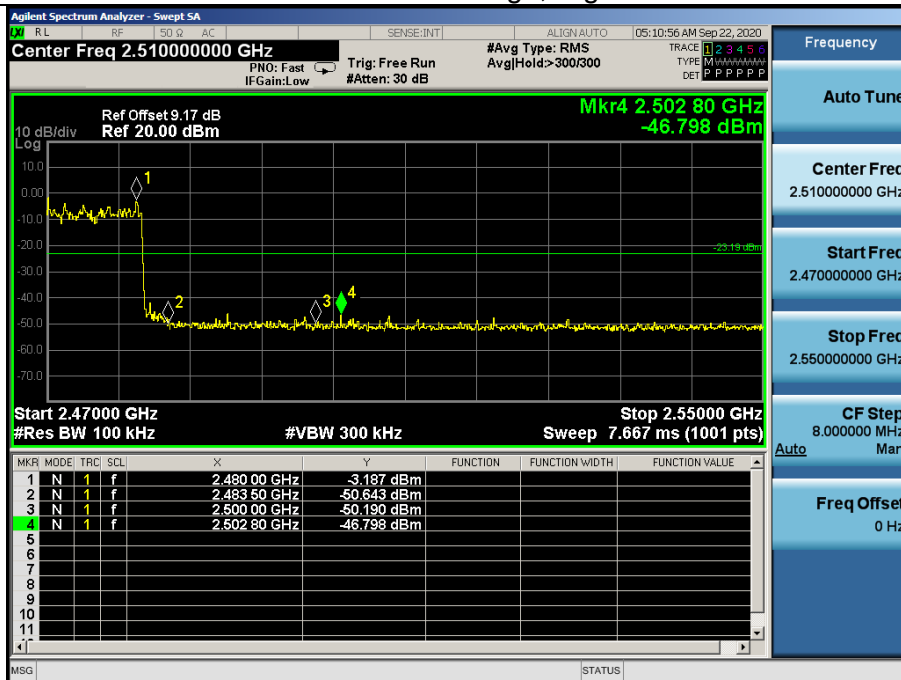 Agilent Spectrum Analyzer - Swept SA
LXI RL RF 50 Ω AC SENSE:INT ALIGN AUTO 05:10:56 AM Sep 22, 2020
Center Freq 2.510000000 GHz #Avg Type: RMS TRACE 1 2 3 4 5 6
PNO: Fast Trig: Free Run Avg|Hold:>300/300 TYPE M
IFGain:Low #Atten: 30 dB DET P P P P P P
Mkr4 2.502 80 GHz
Ref Offset 9.17 dB
10 dB/div Ref 20.00 dBm -46.798 dBm
Log
10.0
0.00
-10.0
-20.0
-23.19 dBm
-30.0
-40.0
-50.0
-60.0
-70.0
1
2
3
4
Start 2.47000 GHz Stop 2.55000 GHz
#Res BW 100 kHz #VBW 300 kHz Sweep 7.667 ms (1001 pts)
MKR MODE TRC SCL X Y FUNCTION FUNCTION WIDTH FUNCTION VALUE
1 N 1 f 2.480 00 GHz -3.187 dBm
2 N 1 f 2.483 50 GHz -50.643 dBm
3 N 1 f 2.500 00 GHz -50.190 dBm
4 N 1 f 2.502 80 GHz -46.798 dBm
5
6
7
8
9
10
11
MSG STATUS
Frequency
Auto Tune
Center Freq
2.510000000 GHz
Start Freq
2.470000000 GHz
Stop Freq
2.550000000 GHz
CF Step
8.000000 MHz
Auto Man
Freq Offset
0 Hz